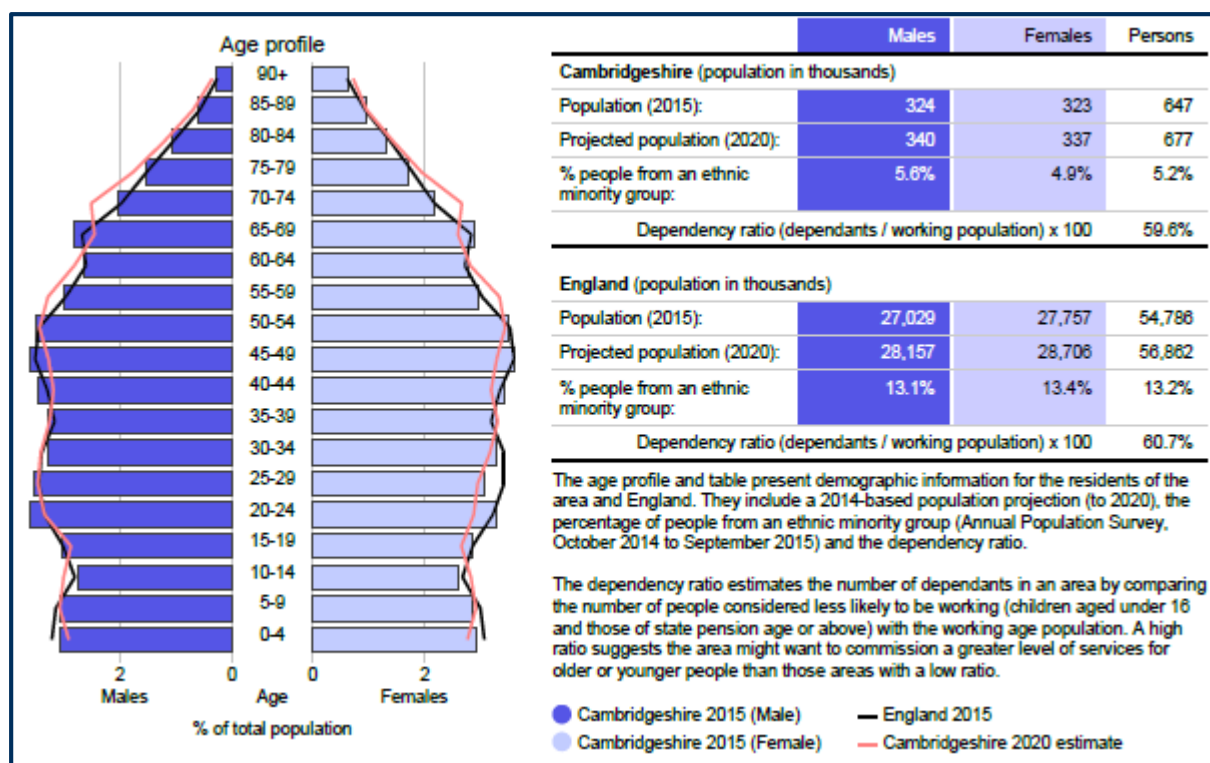 Age profile
90+
85-89
80-84
75-79
70-74
65-69
60-64
55-59
50-54
45-49
40-44
35-39
30-34
25-29
20-24
15-19
10-14
5-9
0-4
2 0 0 2
Males Age Females
% of total population
Males Females Persons
Cambridgeshire (population in thousands)
Population (2015): 324 323 647
Projected population (2020): 340 337 677
% people from an ethnic
minority group: 5.6% 4.9% 5.2%
Dependency ratio (dependants / working population) x 100 59.6%
England (population in thousands)
Population (2015): 27,029 27,757 54,786
Projected population (2020): 28,157 28,706 56,862
% people from an ethnic
minority group: 13.1% 13.4% 13.2%
Dependency ratio (dependants / working population) x 100 60.7%
The age profile and table present demographic information for the residents of the
area and England. They include a 2014-based population projection (to 2020), the
percentage of people from an ethnic minority group (Annual Population Survey,
October 2014 to September 2015) and the dependency ratio.
The dependency ratio estimates the number of dependants in an area by comparing
the number of people considered less likely to be working (children aged under 16
and those of state pension age or above) with the working age population. A high
ratio suggests the area might want to commission a greater level of services for
older or younger people than those areas with a low ratio.
Cambridgeshire 2015 (Male) England 2015
Cambridgeshire 2015 (Female) Cambridgeshire 2020 estimate